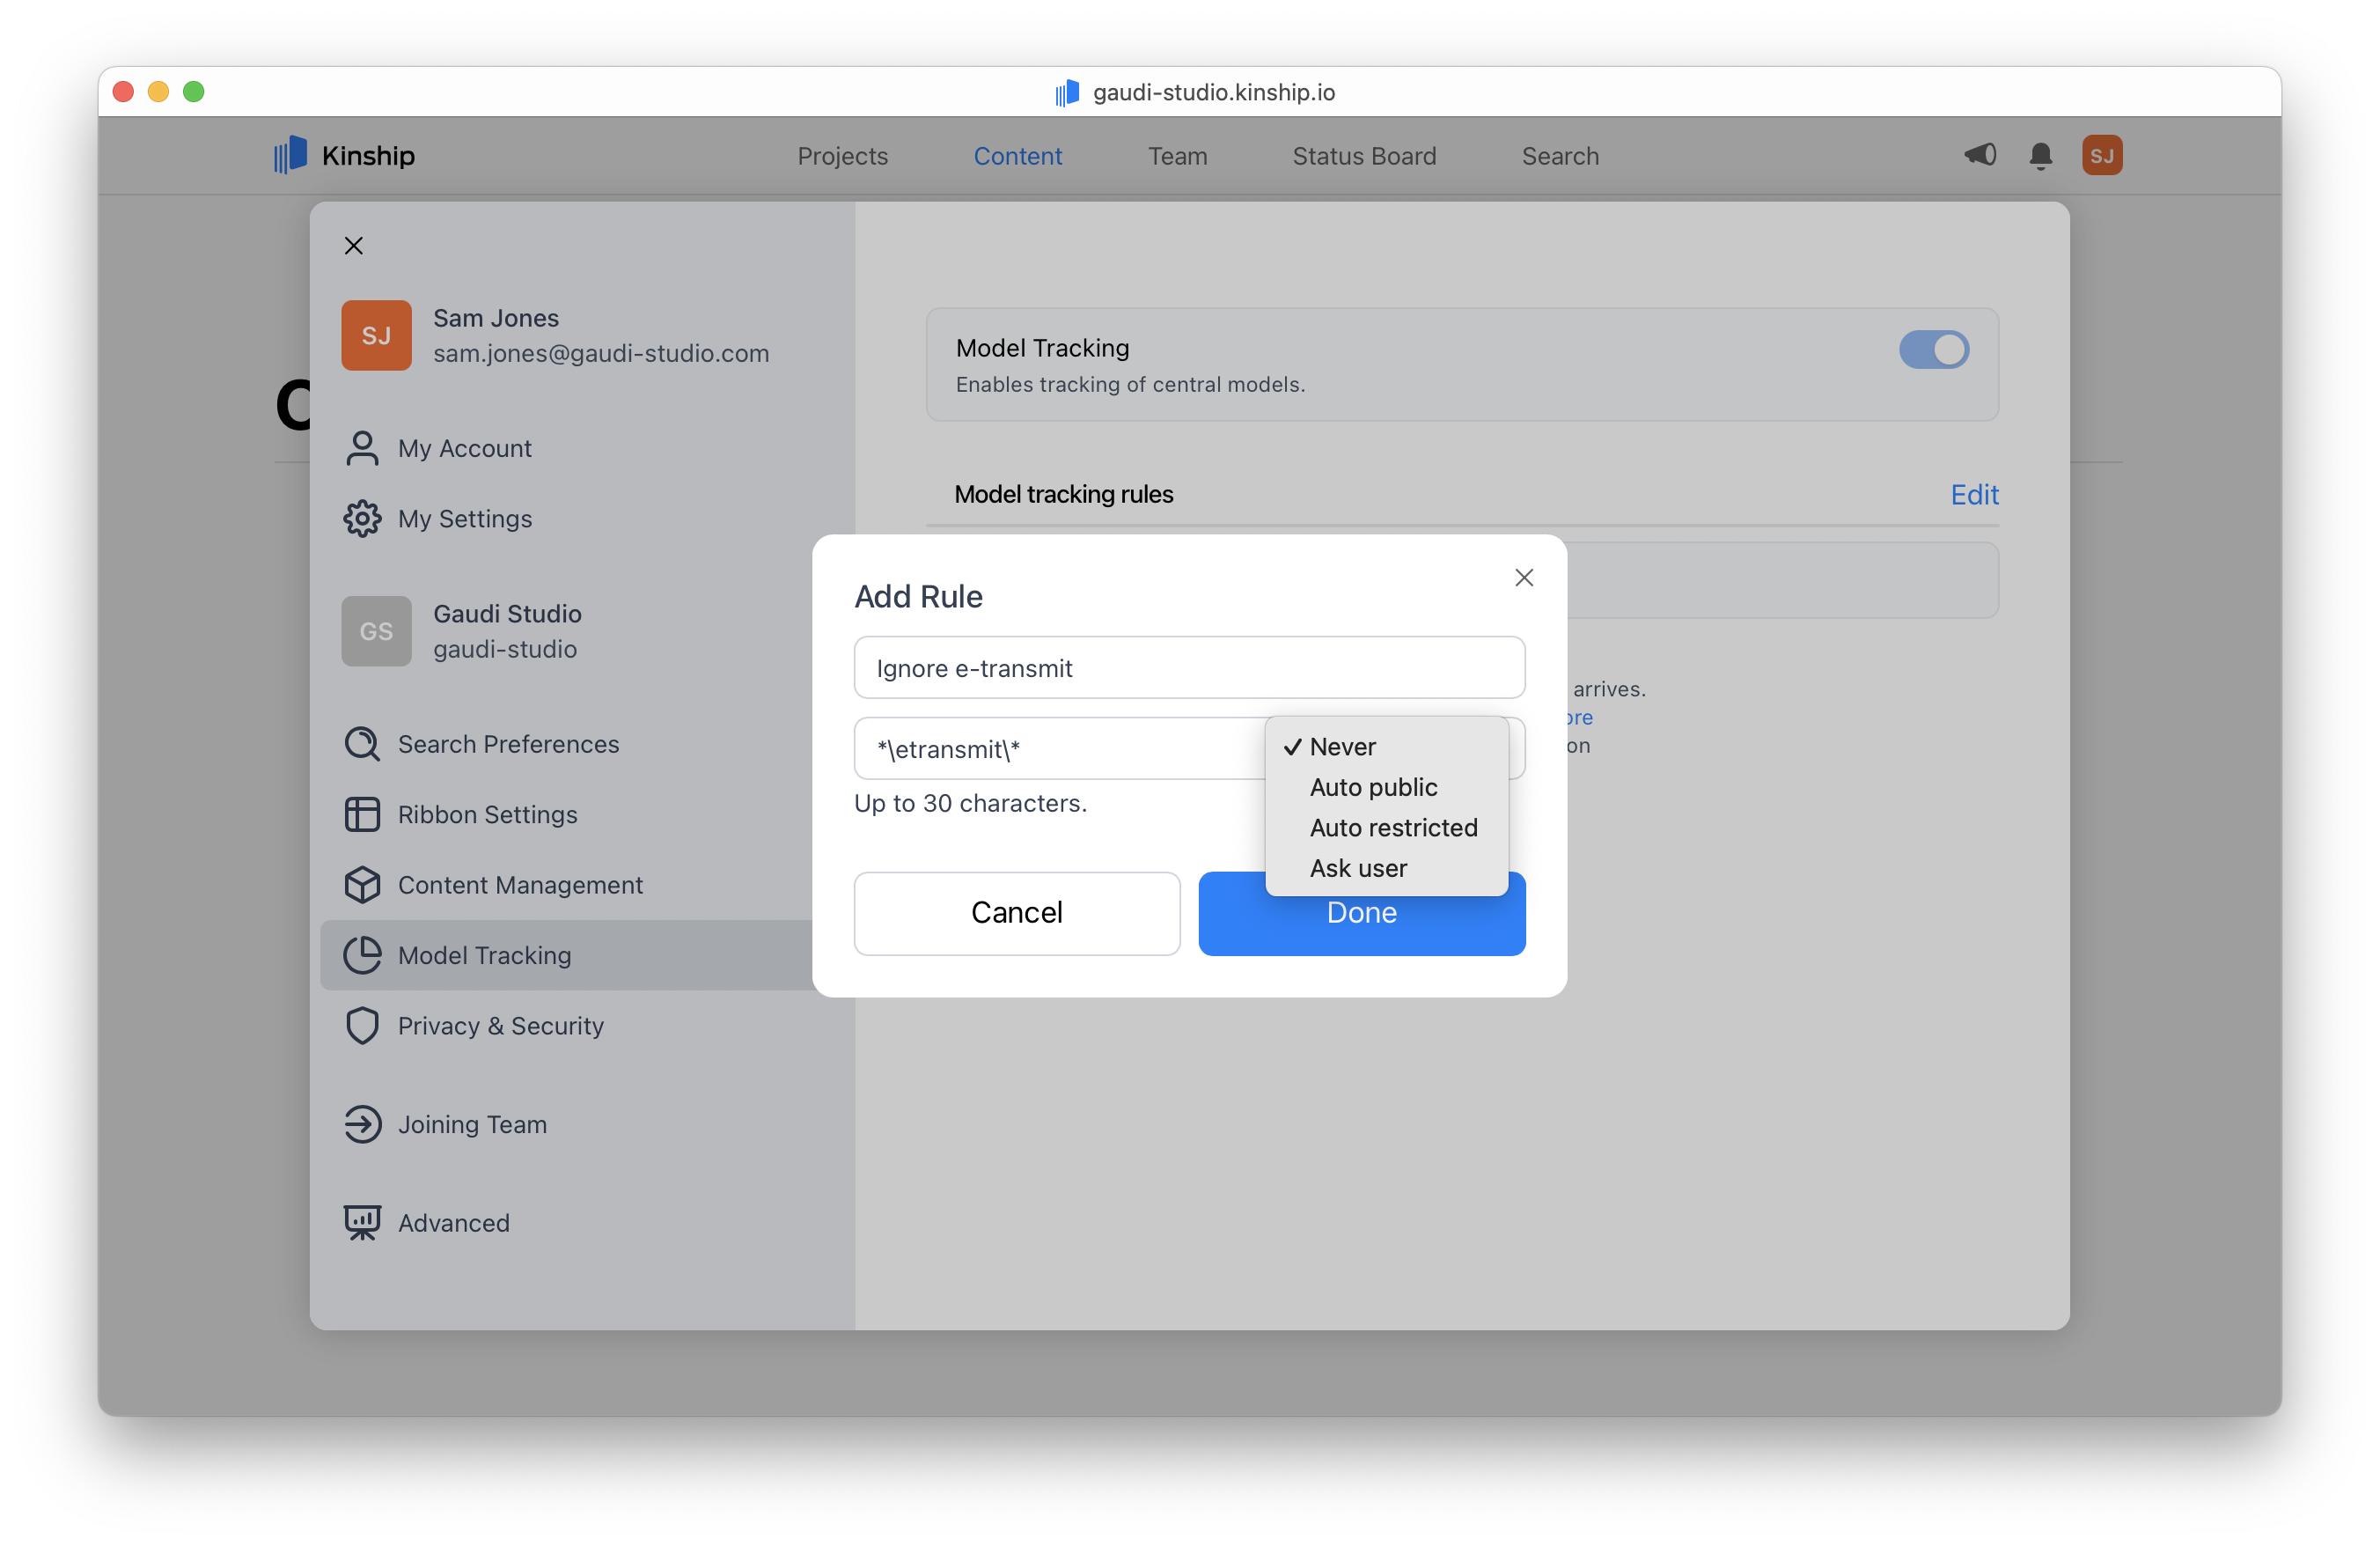 gaudi-studio.kinship.io
Kinship
Projects
Content
Team
Status Board
Search
SJ
SJ
Sam Jones
sam.jones@gaudi-studio.com
My Account
My Settings
GS
Gaudi Studio
gaudi-studio
Search Preferences
Ribbon Settings
Content Management
Model Tracking
Privacy & Security
Joining Team
Advanced
Model Tracking
Enables tracking of central models.
Model tracking rules
Edit
arrives.
Add Rule
Ignore e-transmit
*\etransmit\*
Up to 30 characters.
Never
Auto public
Auto restricted
Ask user
Cancel
Done